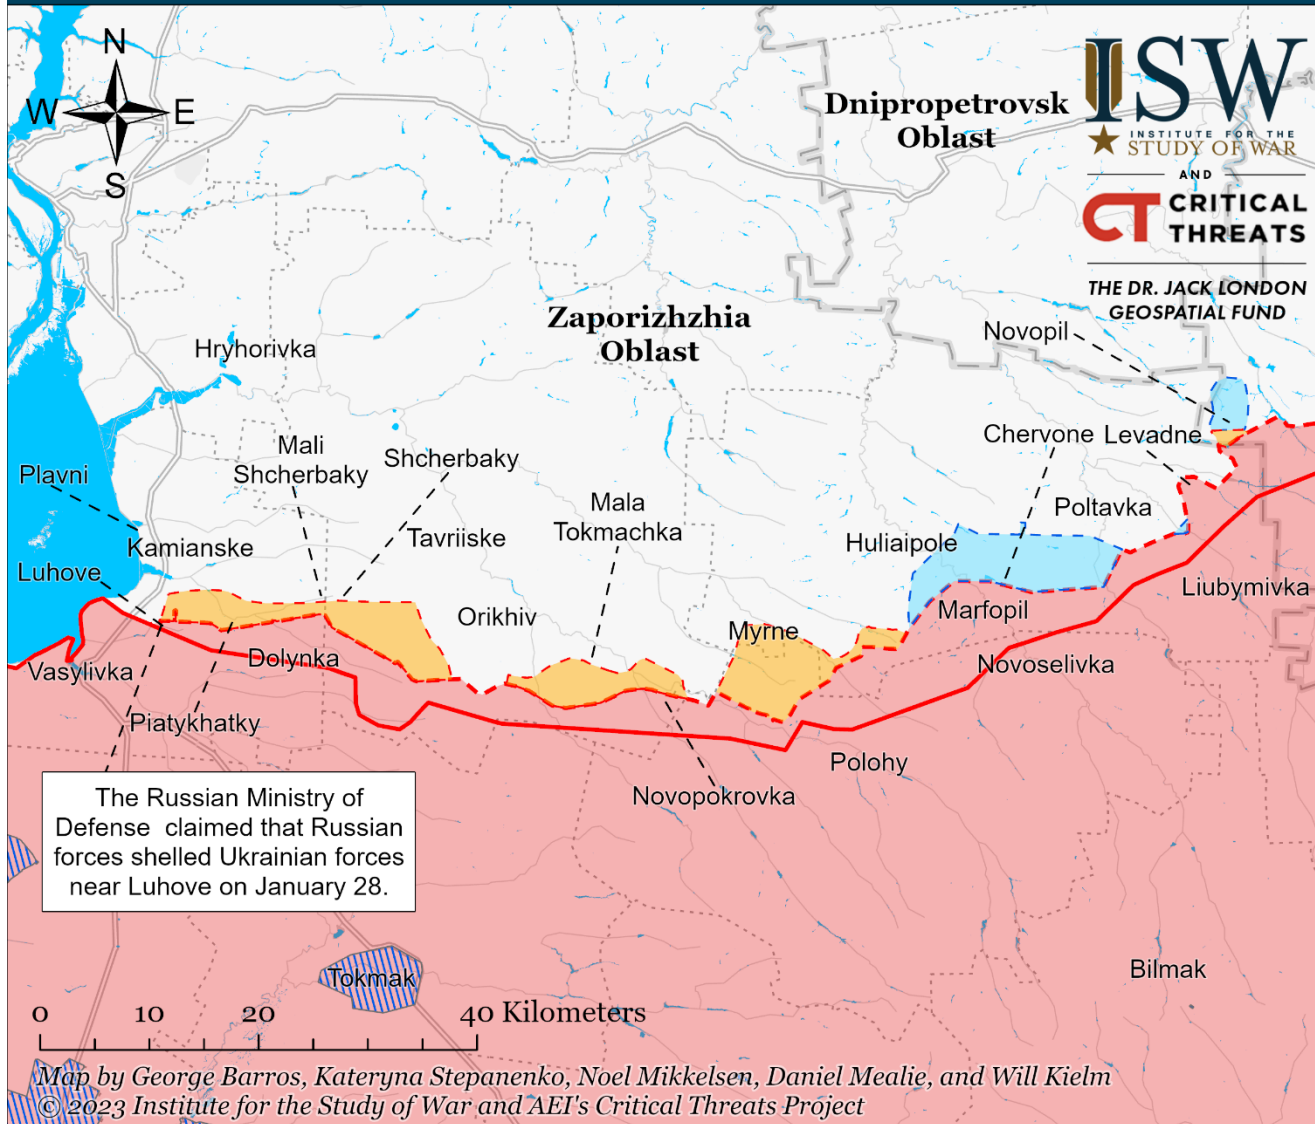 N
W
E
S
ISW
INSTITUTE FOR THE
STUDY OF WAR
AND
CT CRITICAL
THREATS
THE DR. JACK LONDON
GEOSPATIAL FUND
Dnipropetrovsk
Oblast
Zaporizhzhia
Oblast
Novopil
Hryhorivka
Chervone
Levadne
Mali
Shcherbaky
Shcherbaky
Plavni
Mala
Tokmachka
Poltavka
Tavriiske
Huliaipole
Kamianske
Luhove
Liubymivka
Marfopil
Orikhiv
Myrne
Dolynka
Novoselivka
Vasylivka
Piatykhatky
Polohy
Novopokrovka
The Russian Ministry of
Defense claimed that Russian
forces shelled Ukrainian forces
near Luhove on January 28.
Tokmak
Bilmak
0 10 20 40 Kilometers
Map by George Barros, Kateryna Stepanenko, Noel Mikkelsen, Daniel Mealie, and Will Kielm
© 2023 Institute for the Study of War and AEI's Critical Threats Project